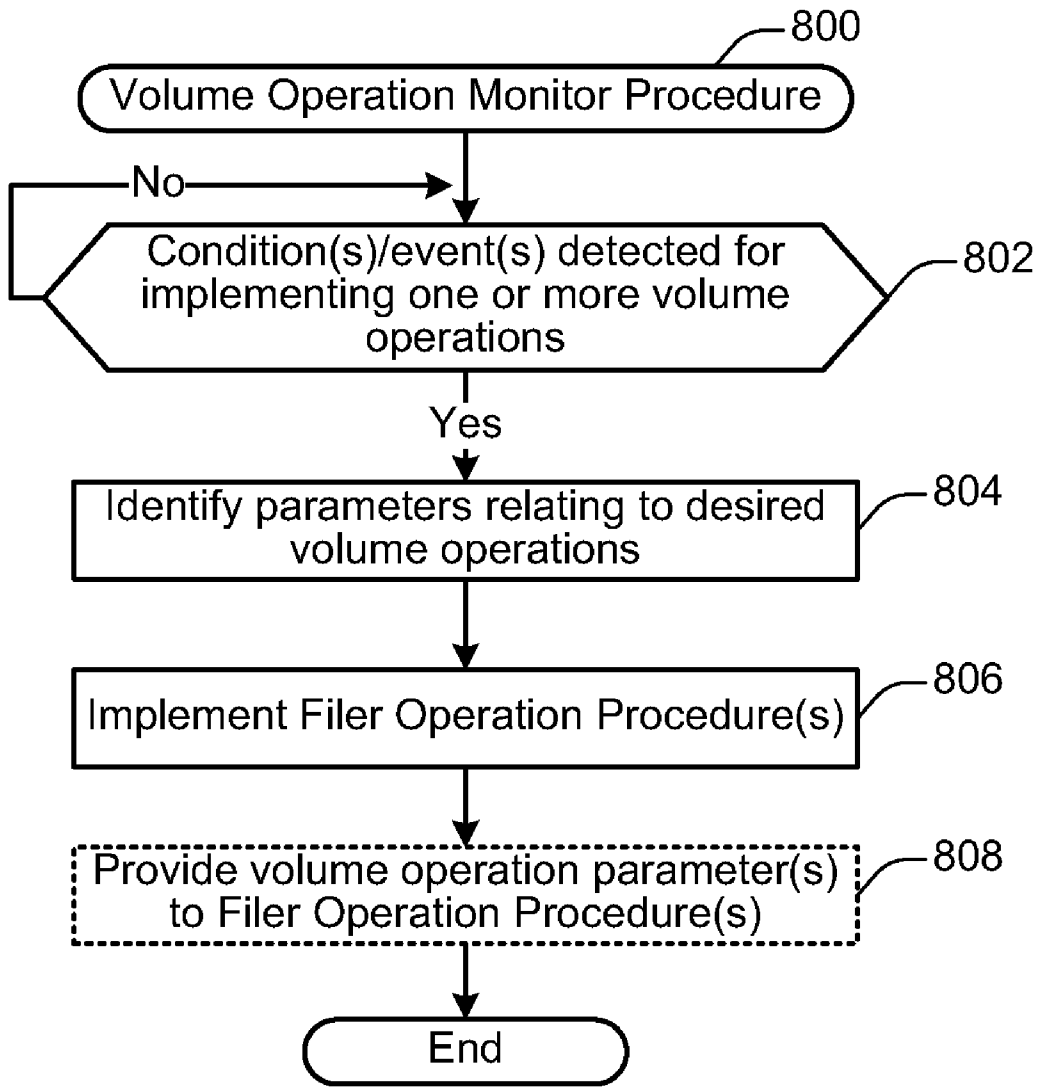 800
Volume Operation Monitor Procedure
No
Condition(s)/event(s) detected for
implementing one or more volume
operations
802
Yes
804
Identify parameters relating to desired
volume operations
806
Implement Filer Operation Procedure(s)
808
Provide volume operation parameter(s)
to Filer Operation Procedure(s)
End